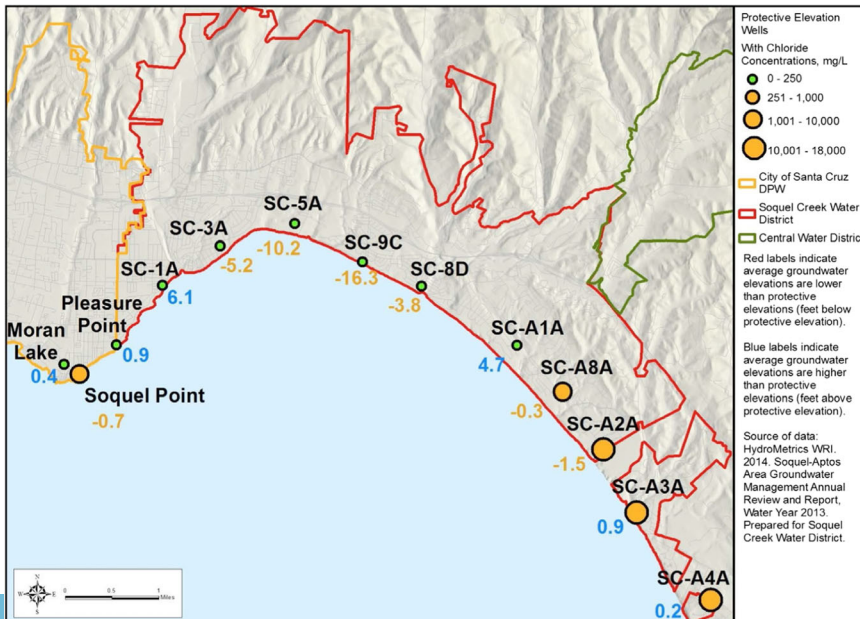 Protective Elevation
Wells
With Chloride
Concentrations, mg/L
0 - 250
251 - 1,000
1,001 - 10,000
10,001 - 18,000
City of Santa Cruz
DPW
Soquel Creek Water
District
Central Water District
Red labels indicate
average groundwater
elevations are lower
than protective
elevations (feet below
protective elevation).
Blue labels indicate
average groundwater
elevations are higher
than protective
elevations (feet above
protective elevation).
Source of data:
HydroMetrics WRI.
2014. Soquel-Aptos
Area Groundwater
Management Annual
Review and Report,
Water Year 2013.
Prepared for Soquel
Creek Water District.
SC-5A
-10.2
SC-3A
-5.2
SC-9C
-16.3
SC-1A
6.1
SC-8D
-3.8
Pleasure
Point
0.9
Moran
Lake
0.4
Soquel Point
-0.7
SC-A1A
4.7
SC-A8A
-0.3
SC-A2A
-1.5
SC-A3A
0.9
SC-A4A
0.2
N
W
E
S
0 0.5 1
Miles